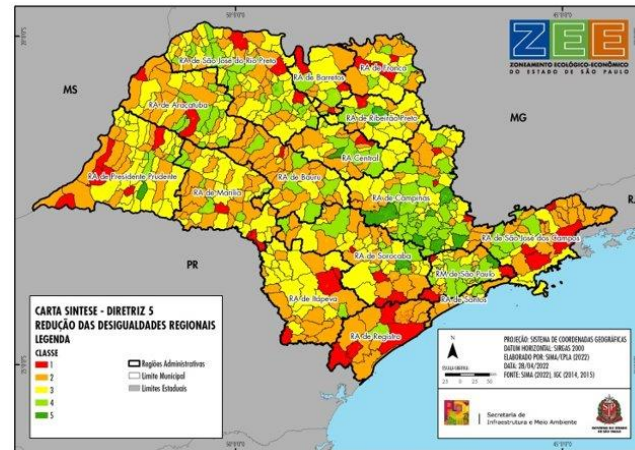 50°0'0"
45°0'0"
ZEE
ZONEAMENTO ECOLÓGICO-ECONÔMICO
DO ESTADO DE SÃO PAULO
MS
MG
PR
RA de São José do Rio Preto
RA de Barretos
RA de Franca
RA de Araçatuba
RA de Ribeirão Preto
RA Central
RA de Presidente Prudente
RA de Bauru
RA de Marília
RA de Campinas
RA de São José dos Campos
RA de Sorocaba
RM de São Paulo
RA de Itapeva
RA de Santos
RA de Registro
CARTA SINTESE - DIRETRIZ 5
REDUÇÃO DAS DESIGUALDADES REGIONAIS
LEGENDA
CLASSE
1
2
3
4
5
Regiões Administrativas
Limite Municipal
Limites Estaduais
N
PROJEÇÃO: SISTEMA DE COORDENADAS GEOGRÁFICAS
DATUM HORIZONTAL: SIRGAS 2000
ELABORADO POR: SIMA/CPLA (2022)
DATA: 28/04/2022
FONTE: SIMA (2022), IGC (2014, 2015)
Secretaria de
Infraestrutura e Meio Ambiente